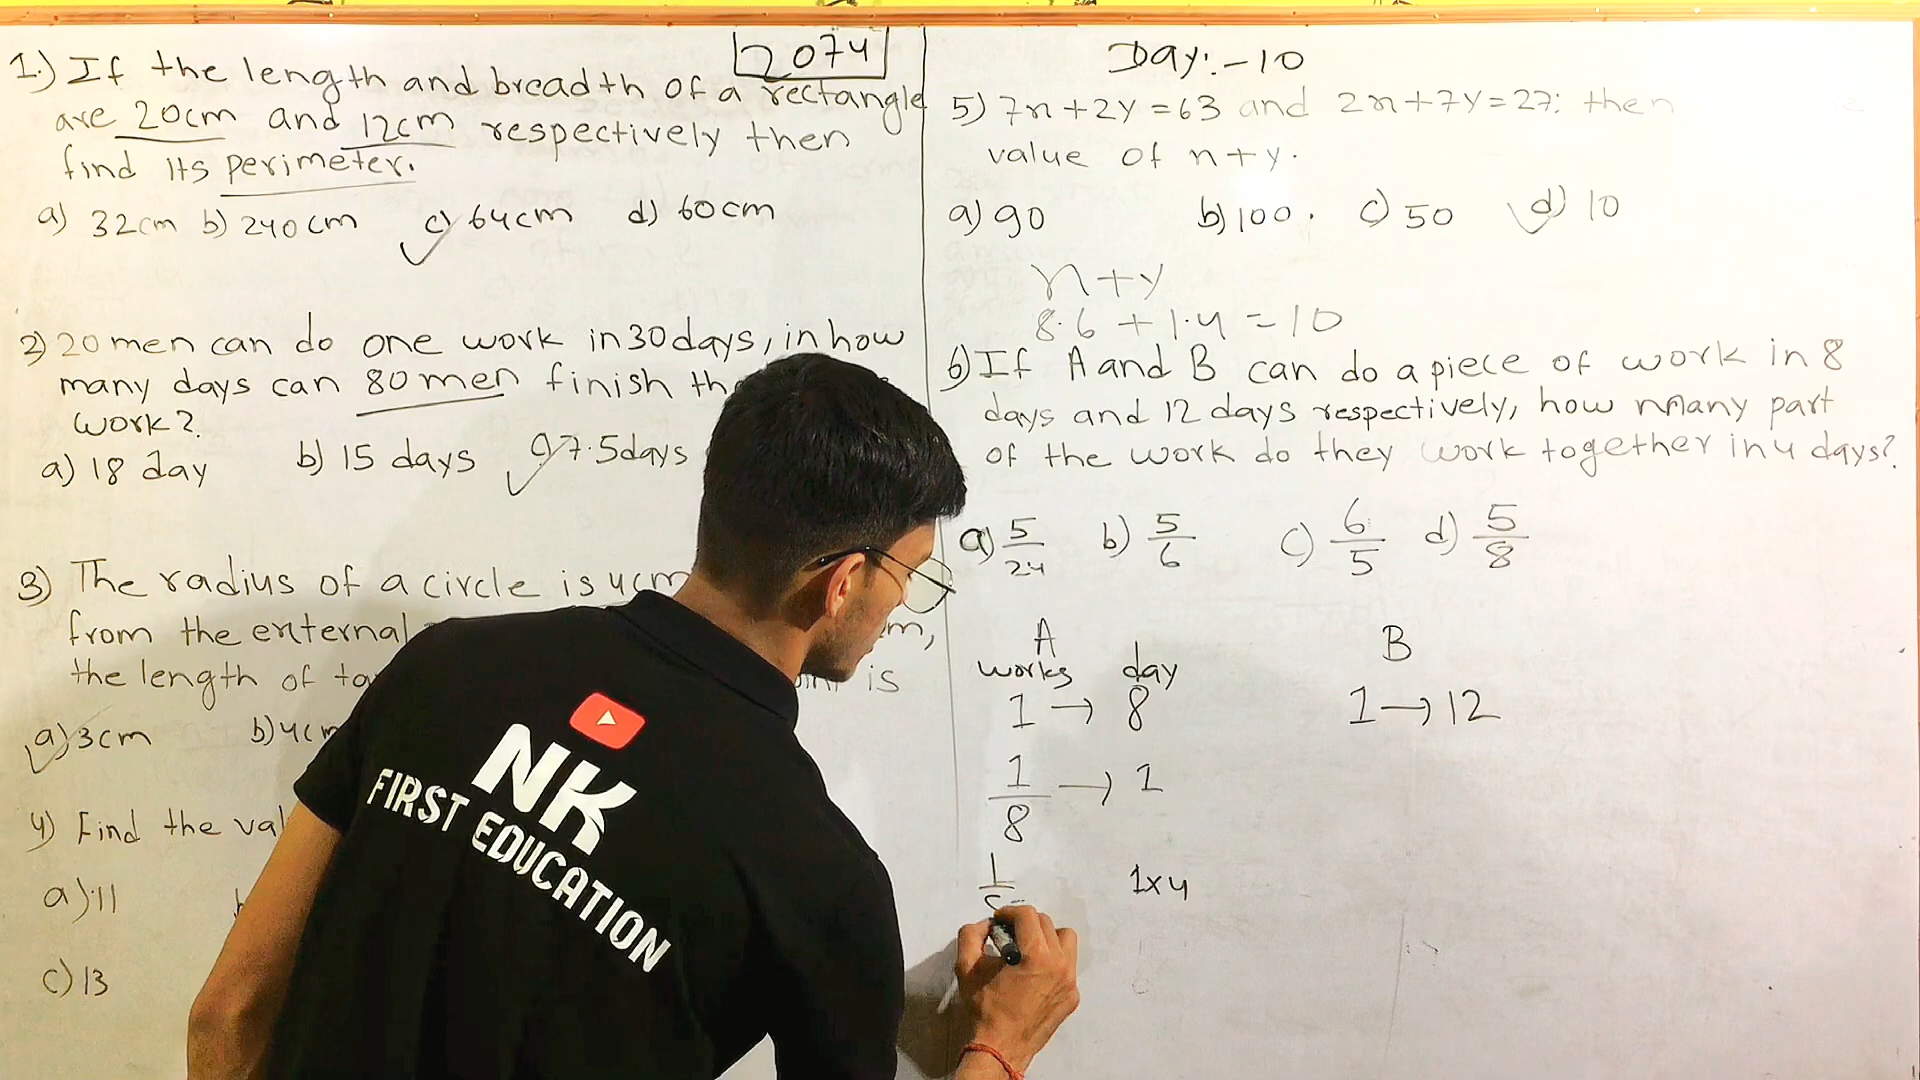 2074
1.) If the length and breadth of a rectangle
are 20cm and 12cm respectively then
find its perimeter.
a) 32cm b) 240cm c) 64cm d) 60cm
2) 20 men can do one work in 30 days, in how
many days can 80 men finish
work?
a) 18 day b) 15 days c) 7.5 days
3) The radius of a circle is 4cm
from the external
the length of is
a) 3cm b) 4cm
4) Find the
a) 11
c) 13
Day:-10
5) 7x+2y=63 and 2x+7y=27: then
value of x+y.
a) 90 b) 100. c) 50 d) 10
x+y
8.6 + 1.4 = 10
6) If A and B can do a piece of work in 8
days and 12 days respectively, how many part
of the work do they work together in 4 days?
a) 5/24 b) 5/6 c) 6/5 d) 5/8
A B
works day
1 → 8 1 → 12
1/8 → 1
1×4
NK
FIRST EDUCATION